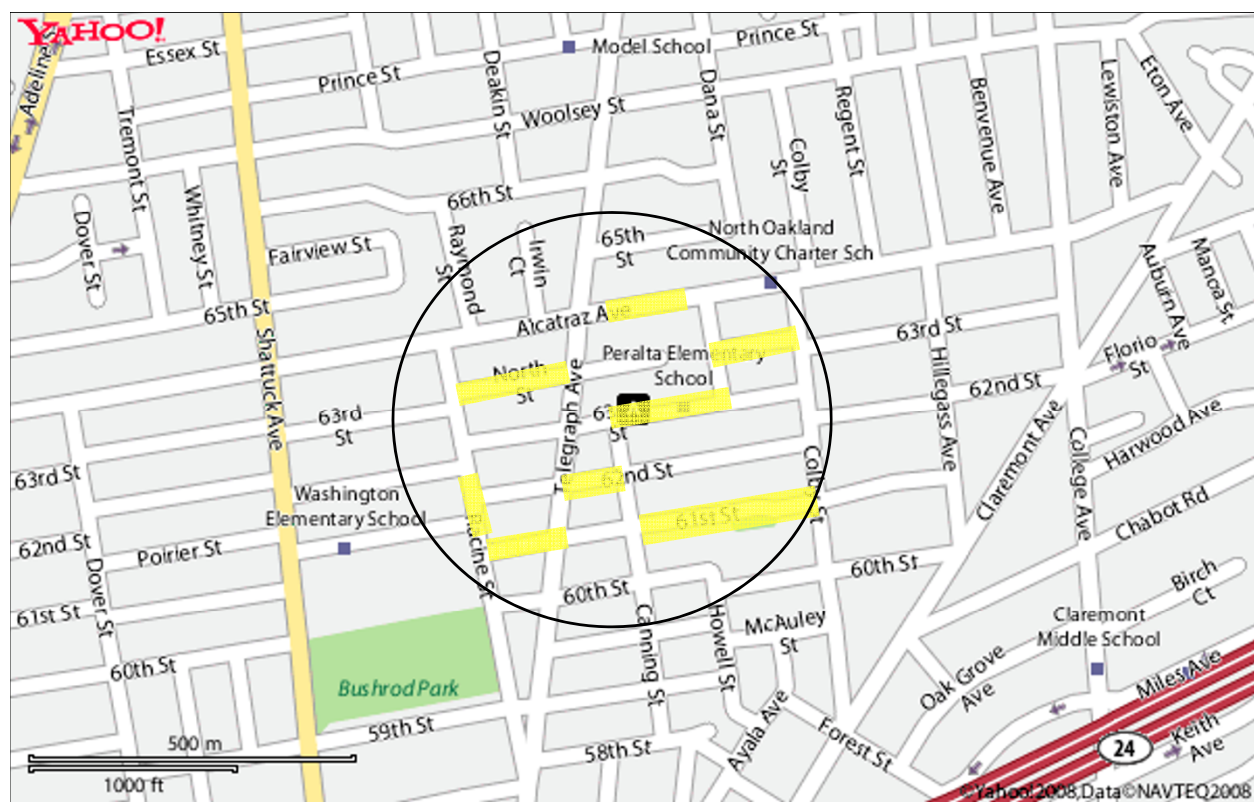 YAHOO!
Adeline S
Essex St
Prince St
Model School
Prince St
Deakin St
Dana St
Woolsey St
Tremont St
Colby
St
Regent St
Benvenue Ave
Lewiston Ave
Eton Ave
66th St
Whitney St
Dover St
Fairview St
Raymond
St
Irwin
Ct
65th
St
North Oakland
Community Charter Sch
Auburn Ave
Manoa St
65th St
Alcatraz Ave
63rd St
Florio
St
Shattuck Ave
North
St
Telegraph Ave
Peralta Elementary
School
Hillegass Ave
62nd St
63rd
St
63
St
Claremont Ave
College Ave
Harwood Ave
63rd St
Washington
Elementary School
62nd St
Colby St
Chabot Rd
61st St
62nd St
Poirier St
Racine St
Dover St
60th St
60th St
Birch
Ct
61st St
Canning St
Howell St
McAuley
St
Claremont
Middle School
60th St
Oak Grove
Ave
Miles Ave
Bushrod Park
59th St
Ayala Ave
Forest St
24
Keith
Ave
500 m
58th St
1000 ft
©Yahoo!2008,Data©NAVTEQ2008